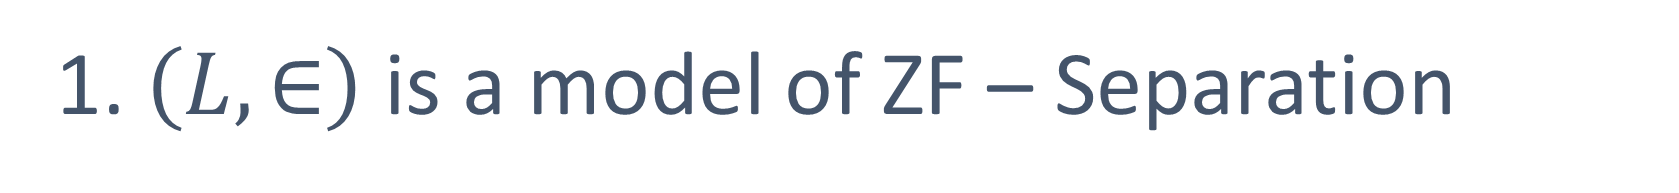 1. (𝐿, ∈) is a model of ZF – Separation